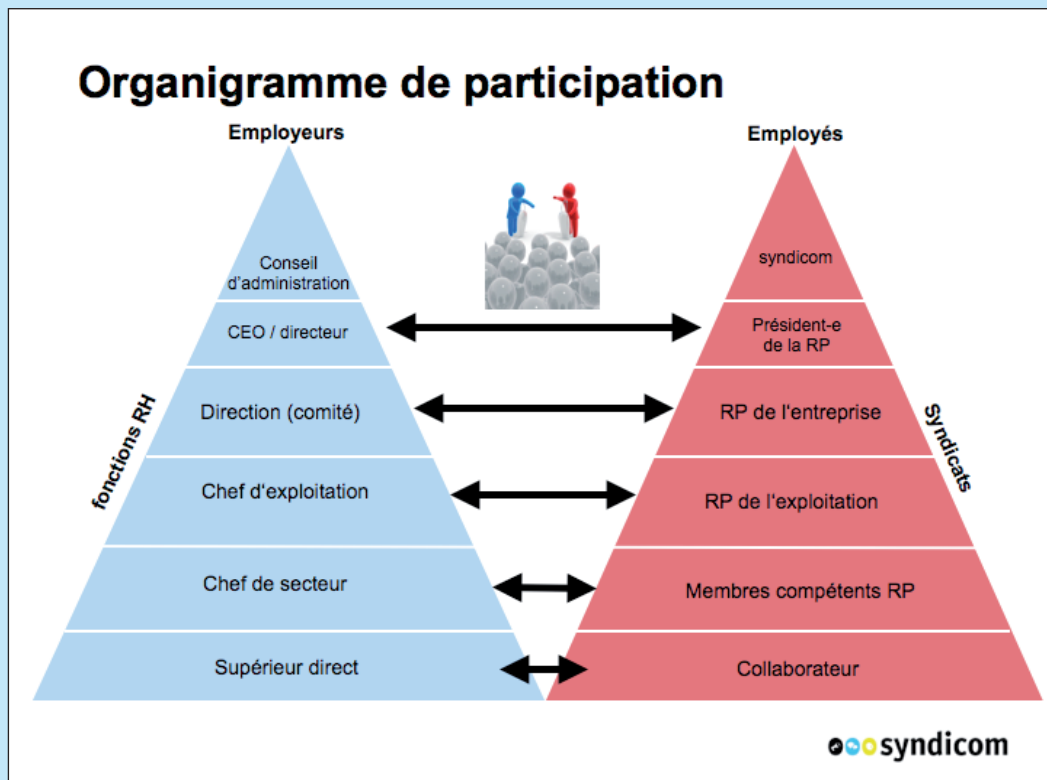 Organigramme de participation
Employeurs
Employés
Conseil
d'administration
syndicom
CEO / directeur
Président-e
de la RP
Direction (comité)
RP de l'entreprise
fonctions RH
Syndicats
Chef d'exploitation
RP de l'exploitation
Chef de secteur
Membres compétents RP
Supérieur direct
Collaborateur
syndicom